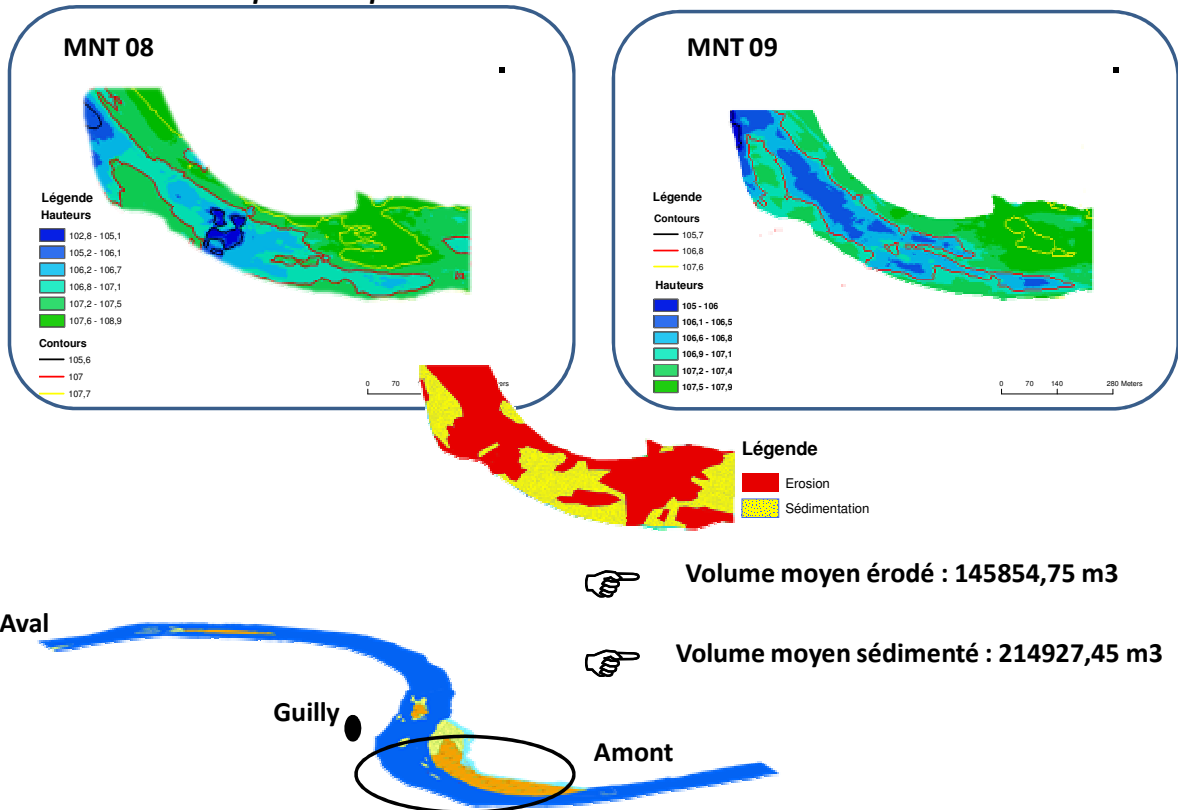 MNT 08
Légende
Hauteurs
102,8 - 105,1
105,2 - 106,1
106,2 - 106,7
106,8 - 107,1
107,2 - 107,5
107,6 - 108,9
Contours
105,6
107
107,7
0 70
MNT 09
Légende
Contours
105,7
106,8
107,6
Hauteurs
105 - 106
106,1 - 106,5
106,6 - 106,8
106,9 - 107,1
107,2 - 107,4
107,5 - 107,9
0 70 140 280 Meters
Légende
Erosion
Sédimentation
Volume moyen érodé : 145854,75 m3
Volume moyen sédimenté : 214927,45 m3
Aval
Guilly
Amont